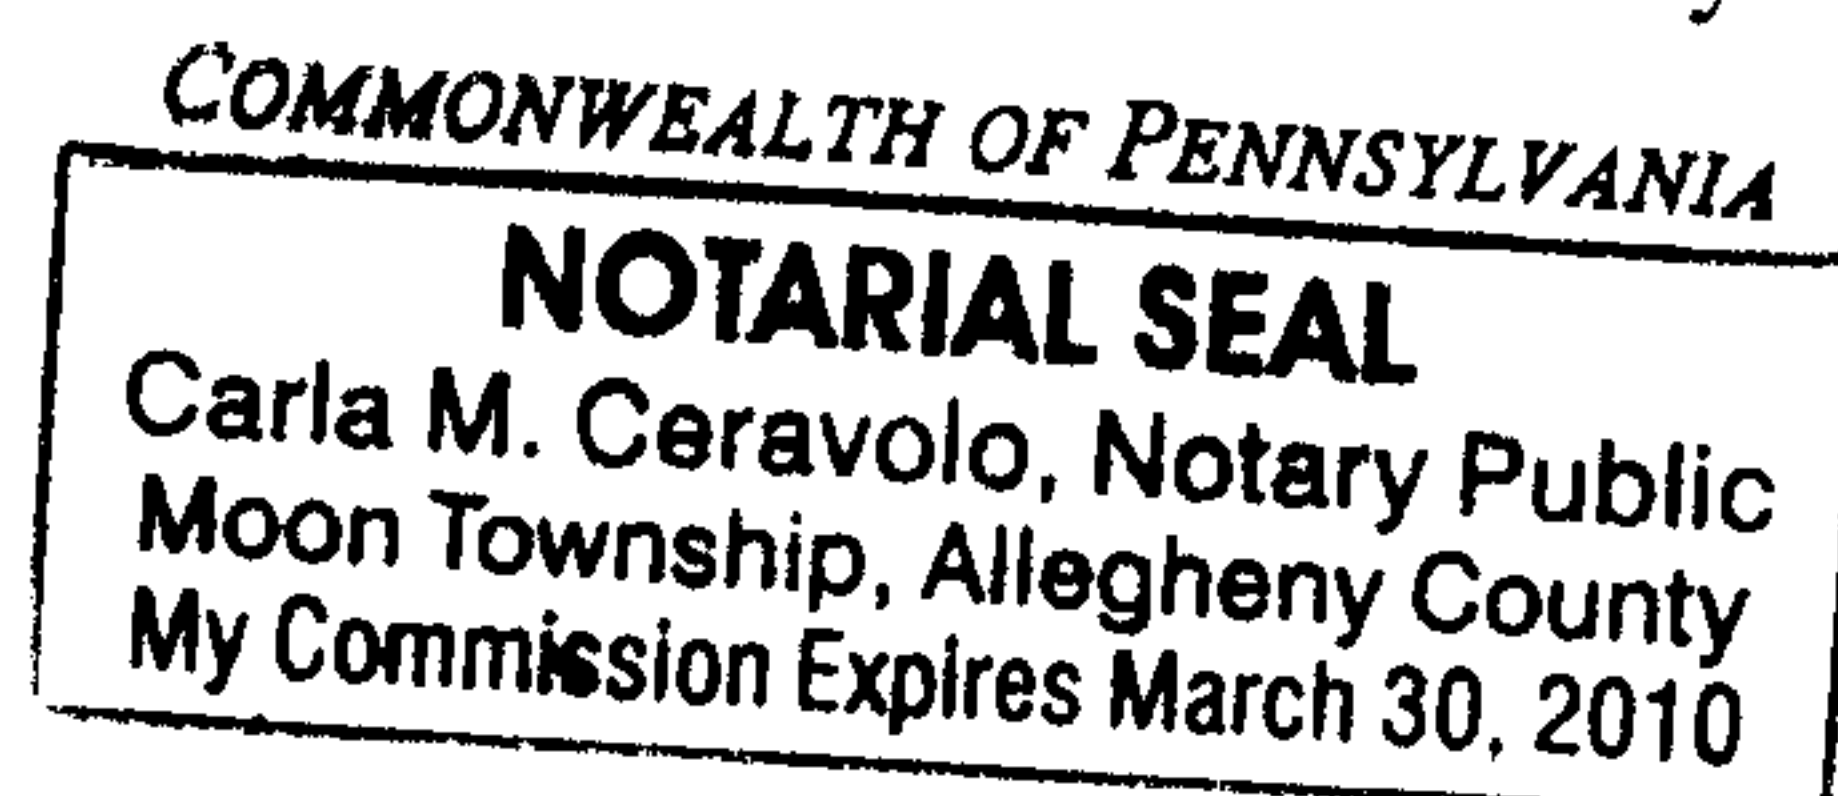 COMMONWEALTH OF PENNSYLVANIA
NOTARIAL SEAL
Carla M. Ceravolo, Notary Public
Moon Township, Allegheny County
My Commission Expires March 30, 2010